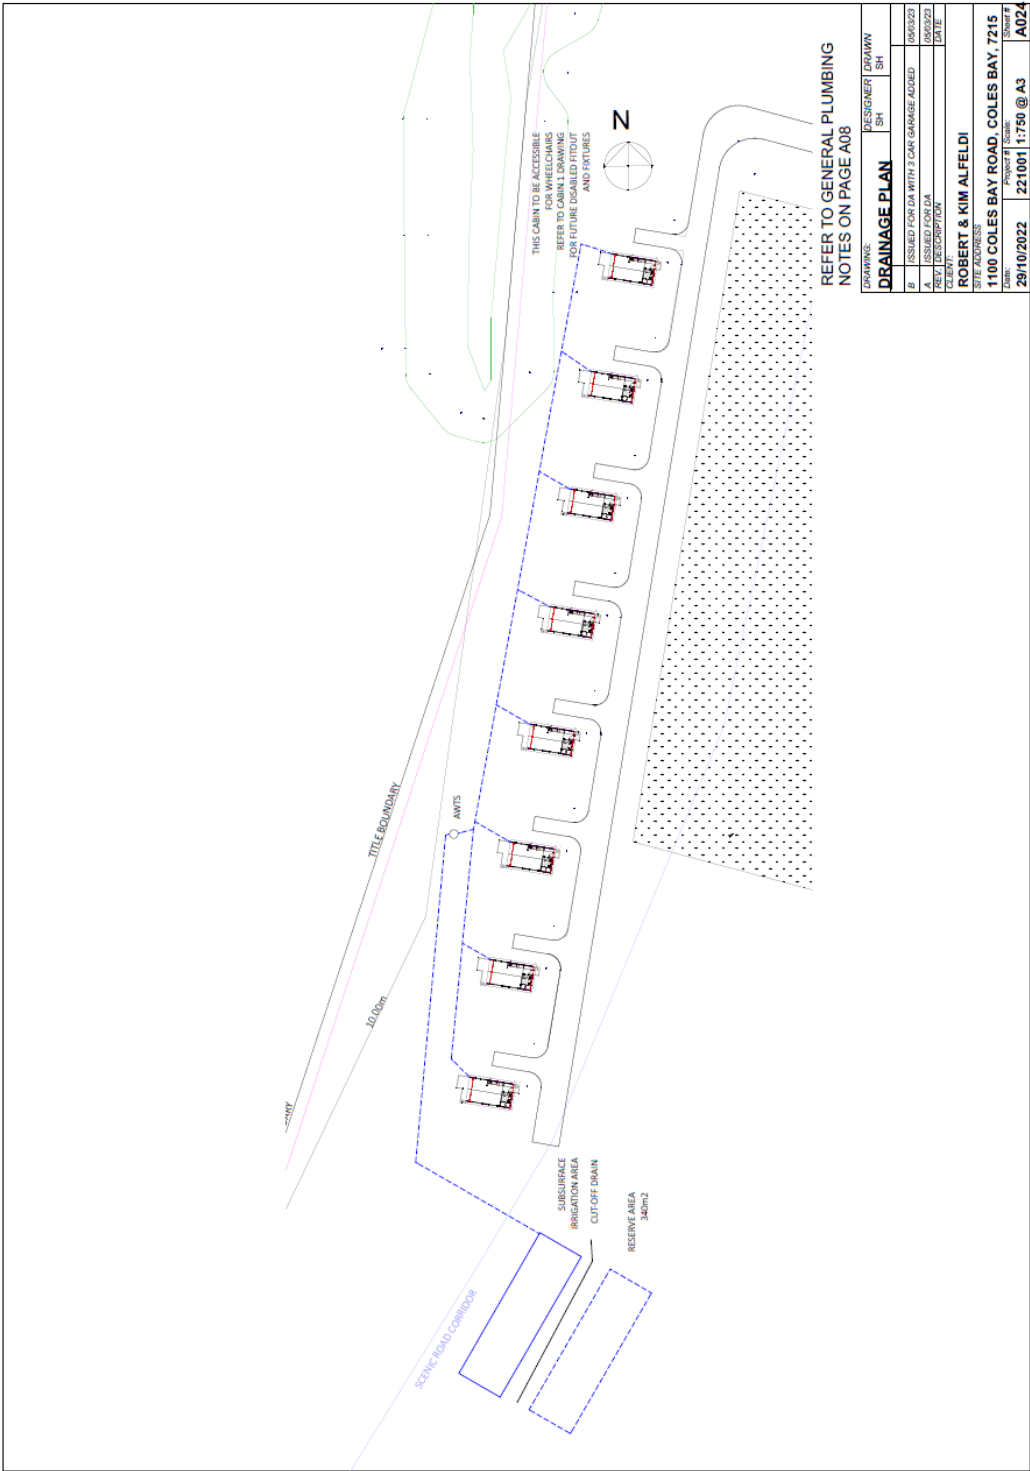 THIS CABIN TO BE ACCESSIBLE
FOR WHEELCHAIRS
REFER TO CABIN 1 DRAWING
FOR FUTURE DISABLED FITOUT
AND FIXTURES
N
TITLE BOUNDARY
AWTS
10.00m
SUBSURFACE
IRRIGATION AREA
CUT-OFF DRAIN
RESERVE AREA
340m2
SCENIC ROAD CORRIDOR
REFER TO GENERAL PLUMBING
NOTES ON PAGE A08
DRAWING: DESIGNER DRAWN
DRAINAGE PLAN SH SH
B ISSUED FOR DA WITH 3 CAR GARAGE ADDED 05/03/23
A ISSUED FOR DA 05/03/23
REV. DESCRIPTION DATE
CLIENT:
ROBERT & KIM ALFELDI
SITE ADDRESS
1100 COLES BAY ROAD, COLES BAY, 7215
Date: Project # Scale: Sheet #
29/10/2022 221001 1:750 @ A3 A024